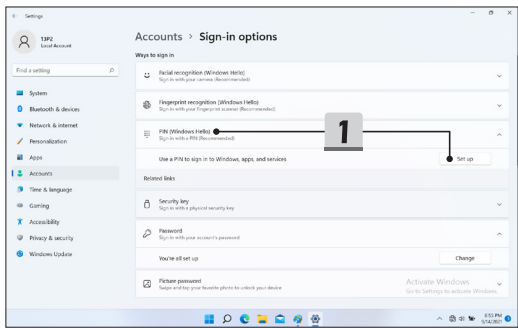 Settings
13P2
Local Account
Find a setting
System
Bluetooth & devices
Network & internet
Personalization
Apps
Accounts
Time & language
Gaming
Accessibility
Privacy & security
Windows Update
Accounts > Sign-in options
Ways to sign in
Facial recognition (Windows Hello)
Sign in with your camera (Recommended)
Fingerprint recognition (Windows Hello)
Sign in with your fingerprint scanner (Recommended)
PIN (Windows Hello)
Sign in with a PIN (Recommended)
1
Use a PIN to sign in to Windows, apps, and services
Set up
Related links
Security key
Sign in with a physical security key
Password
Sign in with your account's password
You're all set up
Change
Picture password
Swipe and tap your favorite photo to unlock your device
Activate Windows
Go to Settings to activate Windows.
6:55 PM
5/14/2021